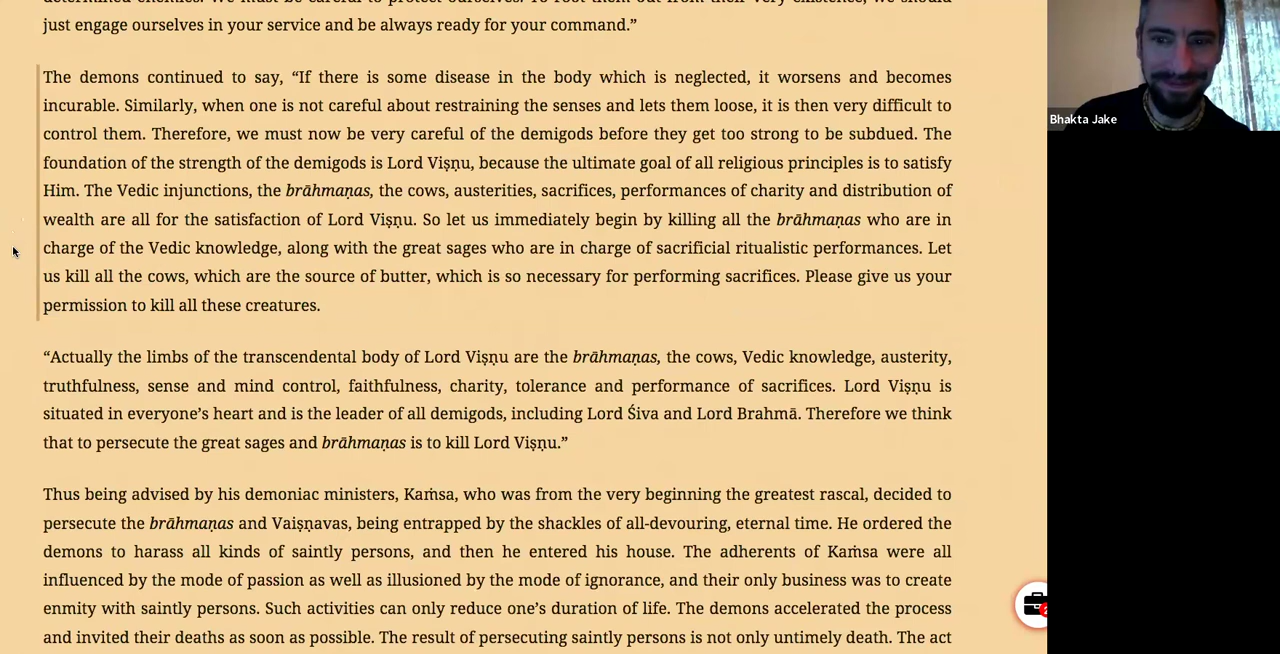 just engage ourselves in your service and be always ready for your command.”
The demons continued to say, “If there is some disease in the body which is neglected, it worsens and becomes
incurable. Similarly, when one is not careful about restraining the senses and lets them loose, it is then very difficult to
control them. Therefore, we must now be very careful of the demigods before they get too strong to be subdued. The
foundation of the strength of the demigods is Lord Viṣṇu, because the ultimate goal of all religious principles is to satisfy
Him. The Vedic injunctions, the brāhmaṇas, the cows, austerities, sacrifices, performances of charity and distribution of
wealth are all for the satisfaction of Lord Viṣṇu. So let us immediately begin by killing all the brāhmaṇas who are in
charge of the Vedic knowledge, along with the great sages who are in charge of sacrificial ritualistic performances. Let
us kill all the cows, which are the source of butter, which is so necessary for performing sacrifices. Please give us your
permission to kill all these creatures.
“Actually the limbs of the transcendental body of Lord Viṣṇu are the brāhmaṇas, the cows, Vedic knowledge, austerity,
truthfulness, sense and mind control, faithfulness, charity, tolerance and performance of sacrifices. Lord Viṣṇu is
situated in everyone’s heart and is the leader of all demigods, including Lord Śiva and Lord Brahmā. Therefore we think
that to persecute the great sages and brāhmaṇas is to kill Lord Viṣṇu.”
Thus being advised by his demoniac ministers, Kaṁsa, who was from the very beginning the greatest rascal, decided to
persecute the brāhmaṇas and Vaiṣṇavas, being entrapped by the shackles of all-devouring, eternal time. He ordered the
demons to harass all kinds of saintly persons, and then he entered his house. The adherents of Kaṁsa were all
influenced by the mode of passion as well as illusioned by the mode of ignorance, and their only business was to create
enmity with saintly persons. Such activities can only reduce one’s duration of life. The demons accelerated the process
and invited their deaths as soon as possible. The result of persecuting saintly persons is not only untimely death. The act
Bhakta Jake